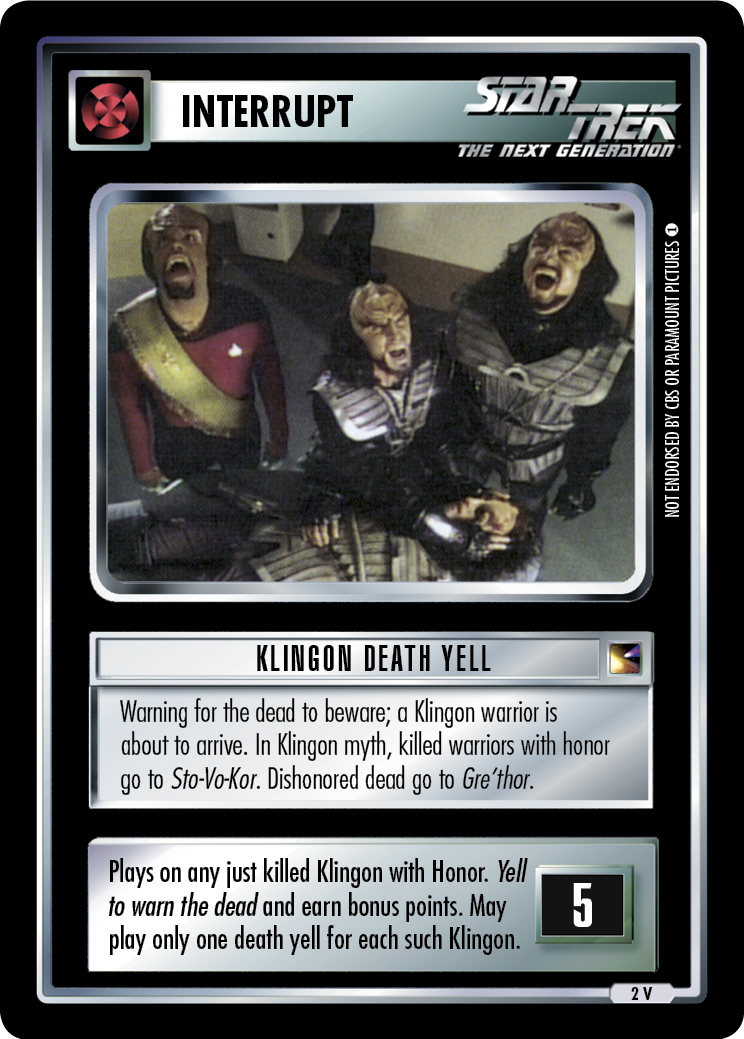 INTERRUPT
STAR TREK
THE NEXT GENERATION
NOT ENDORSED BY CBS OR PARAMOUNT PICTURES 1
KLINGON DEATH YELL
Warning for the dead to beware; a Klingon warrior is
about to arrive. In Klingon myth, killed warriors with honor
go to Sto-Vo-Kor. Dishonored dead go to Gre'thor.
Plays on any just killed Klingon with Honor. Yell
to warn the dead and earn bonus points. May
play only one death yell for each such Klingon.
5
2 V